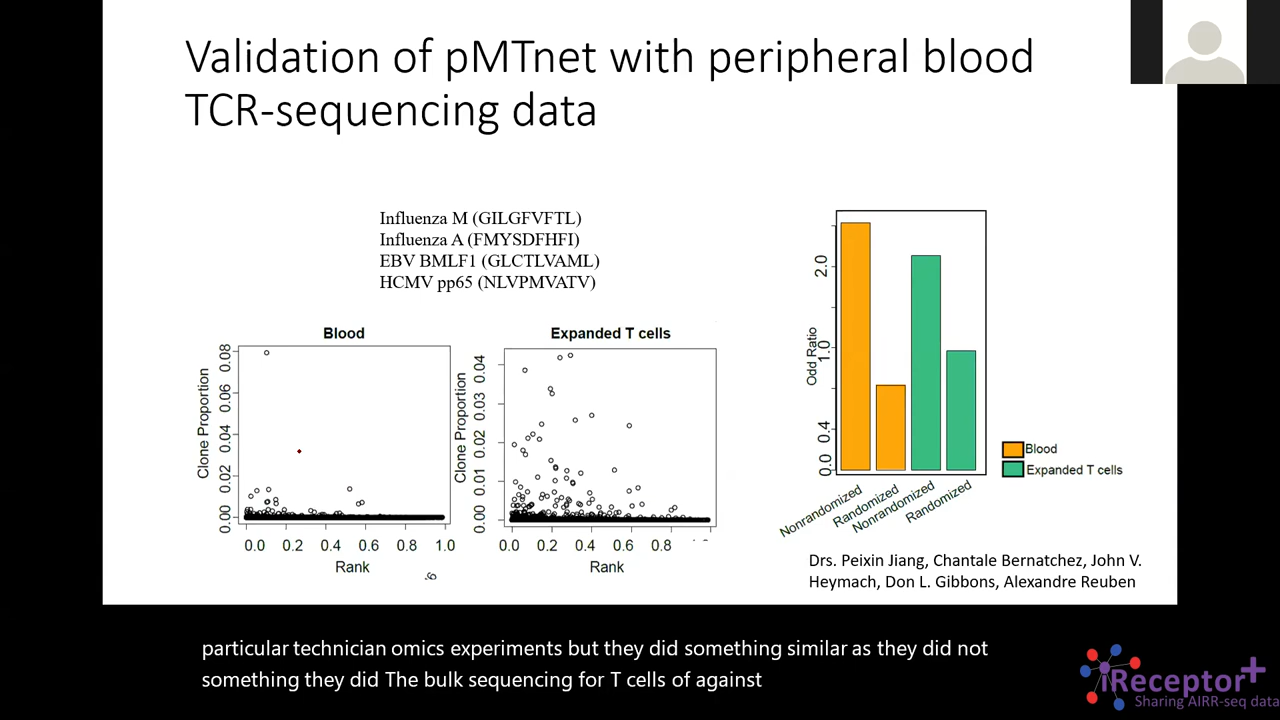 Validation of pMTnet with peripheral blood
TCR-sequencing data
Influenza M (GILGFVFTL)
Influenza A (FMYSDFHFI)
EBV BMLF1 (GLCTLVAML)
HCMV pp65 (NLVPMVATV)
Blood
Clone Proportion
0.08
0.06
0.04
0.02
0.00
0.0 0.2 0.4 0.6 0.8 1.0
Rank
Expanded T cells
Clone Proportion
0.04
0.03
0.02
0.01
0.00
0.0 0.2 0.4 0.6 0.8
Rank
Odd Ratio
2.0
1.0
0.4
0.0
Nonrandomized
Randomized
Nonrandomized
Randomized
Blood
Expanded T cells
Drs. Peixin Jiang, Chantale Bernatchez, John V.
Heymach, Don L. Gibbons, Alexandre Reuben
particular technician omics experiments but they did something similar as they did not
something they did The bulk sequencing for T cells of against
iReceptor+
Sharing AIRR-seq data